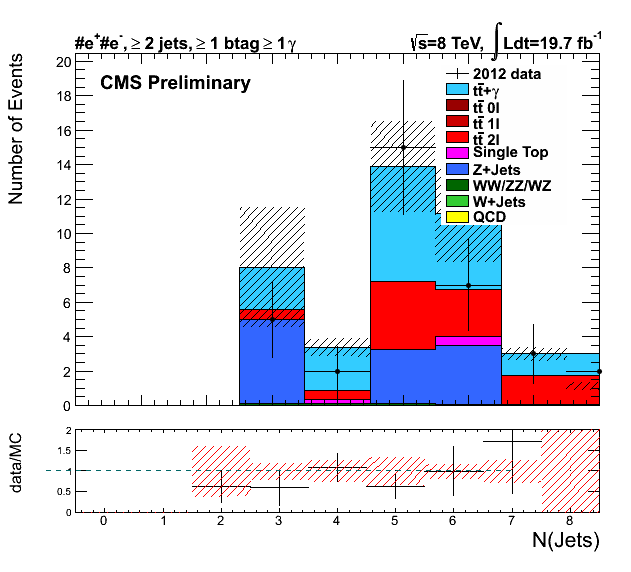 #e+#e-, ≥ 2 jets, ≥ 1 btag ≥ 1 γ
√s=8 TeV, ∫ Ldt=19.7 fb-1
CMS Preliminary
Number of Events
20
18
16
14
12
10
8
6
4
2
0
2012 data
tt̄+γ
tt̄ 0l
tt̄ 1l
tt̄ 2l
Single Top
Z+Jets
WW/ZZ/WZ
W+Jets
QCD
data/MC
2
1.5
1
0.5
0
0 1 2 3 4 5 6 7 8
N(Jets)